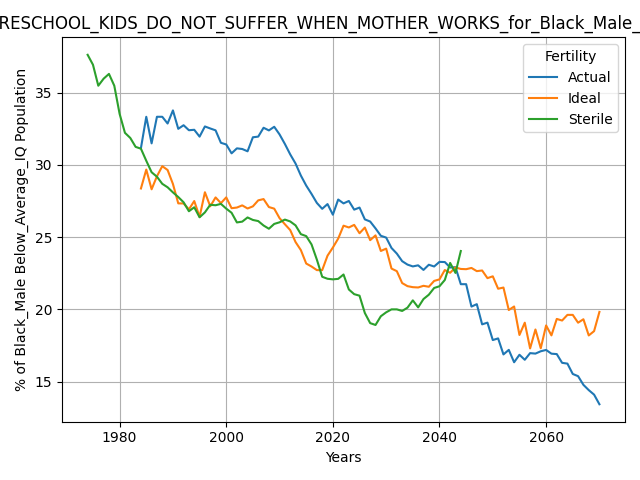 RESCHOOL_KIDS_DO_NOT_SUFFER_WHEN_MOTHER_WORKS_for_Black_Male_
% of Black_Male Below_Average_IQ Population
35
30
25
20
15
Fertility
Actual
Ideal
Sterile
1980
2000
2020
2040
2060
Years